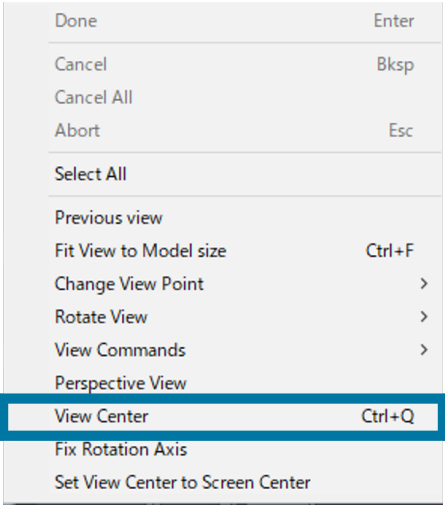 Done Enter
Cancel Bksp
Cancel All
Abort Esc
Select All
Previous view
Fit View to Model size Ctrl+F
Change View Point >
Rotate View >
View Commands >
Perspective View
View Center Ctrl+Q
Fix Rotation Axis
Set View Center to Screen Center